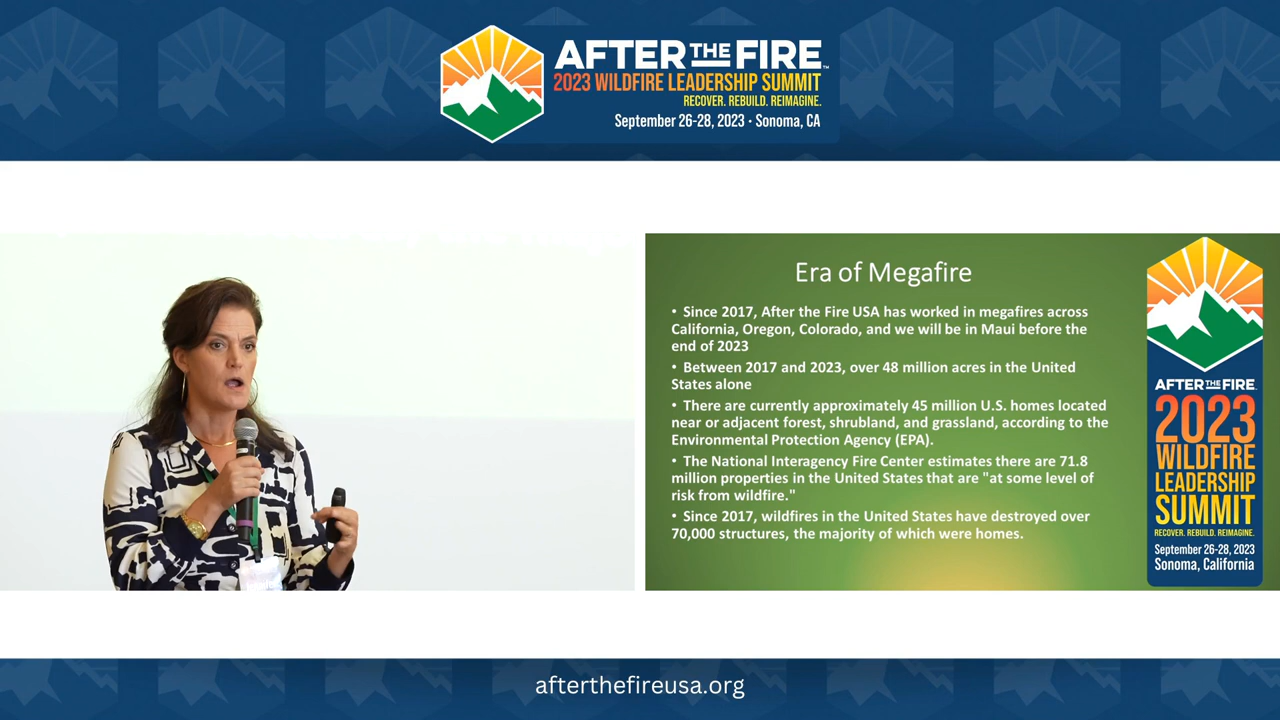 AFTER THE FIRE™
2023 WILDFIRE LEADERSHIP SUMMIT
RECOVER. REBUILD. REIMAGINE.
September 26-28, 2023 • Sonoma, CA
Era of Megafire
• Since 2017, After the Fire USA has worked in megafires across
California, Oregon, Colorado, and we will be in Maui before the
end of 2023
• Between 2017 and 2023, over 48 million acres in the United
States alone
• There are currently approximately 45 million U.S. homes located
near or adjacent forest, shrubland, and grassland, according to the
Environmental Protection Agency (EPA).
• The National Interagency Fire Center estimates there are 71.8
million properties in the United States that are "at some level of
risk from wildfire."
• Since 2017, wildfires in the United States have destroyed over
70,000 structures, the majority of which were homes.
AFTER THE FIRE
2023
WILDFIRE
LEADERSHIP
SUMMIT
RECOVER. REBUILD. REIMAGINE.
September 26-28, 2023
Sonoma, California
afterthefireusa.org